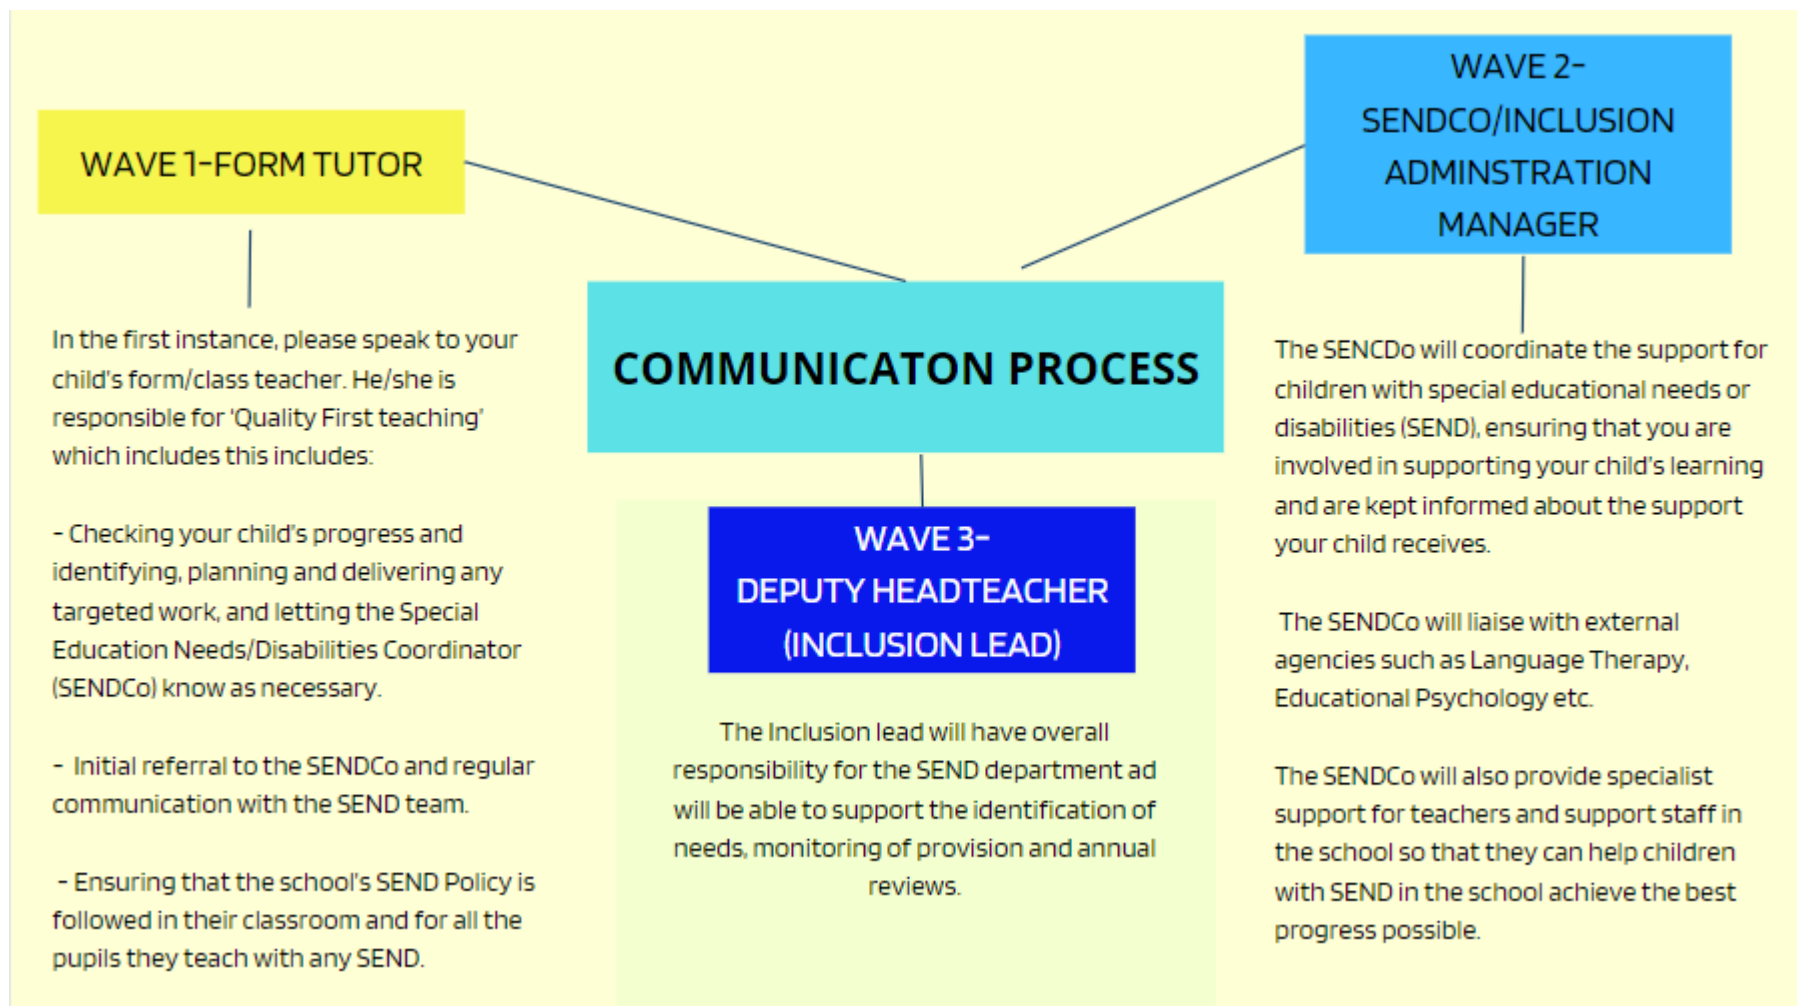 WAVE 1-FORM TUTOR
In the first instance, please speak to your
child's form/class teacher. He/she is
responsible for 'Quality First teaching'
which includes this includes:
- Checking your child's progress and
identifying, planning and delivering any
targeted work, and letting the Special
Education Needs/Disabilities Coordinator
(SENDCo) know as necessary.
- Initial referral to the SENDCo and regular
communication with the SEND team.
- Ensuring that the school's SEND Policy is
followed in their classroom and for all the
pupils they teach with any SEND.
COMMUNICATON PROCESS
WAVE 3-
DEPUTY HEADTEACHER
(INCLUSION LEAD)
The Inclusion lead will have overall
responsibility for the SEND department ad
will be able to support the identification of
needs, monitoring of provision and annual
reviews.
WAVE 2-
SENDCO/INCLUSION
ADMINSTRATION
MANAGER
The SENCDo will coordinate the support for
children with special educational needs or
disabilities (SEND), ensuring that you are
involved in supporting your child's learning
and are kept informed about the support
your child receives.
The SENDCo will liaise with external
agencies such as Language Therapy,
Educational Psychology etc.
The SENDCo will also provide specialist
support for teachers and support staff in
the school so that they can help children
with SEND in the school achieve the best
progress possible.